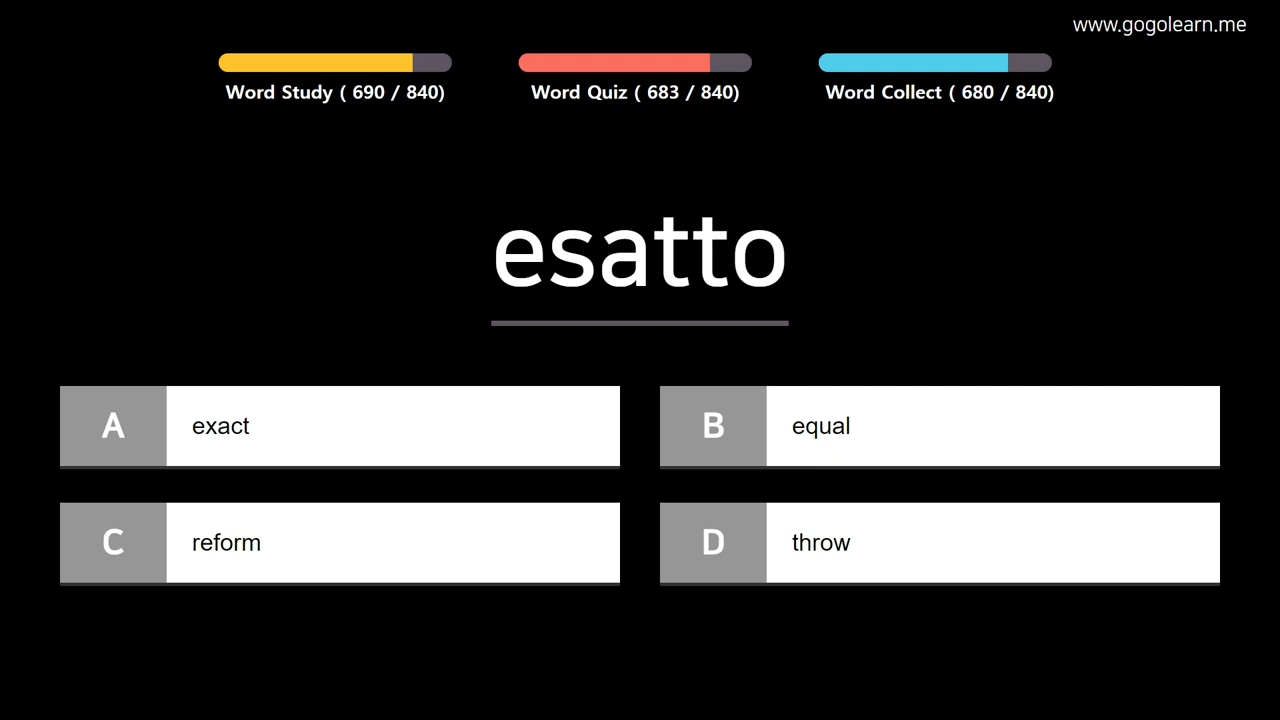 www.gogolearn.me
Word Study ( 690 / 840)
Word Quiz ( 683 / 840)
Word Collect ( 680 / 840)
esatto
A exact
B equal
C reform
D throw